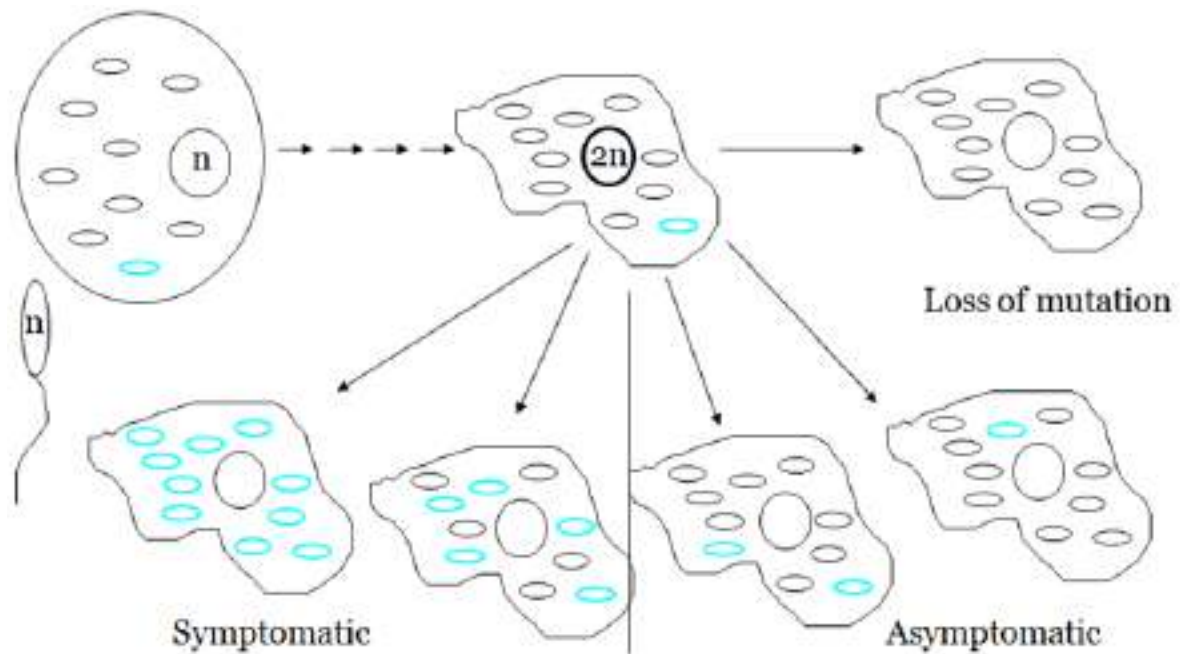 n
2n
Loss of mutation
n
Symptomatic
Asymptomatic